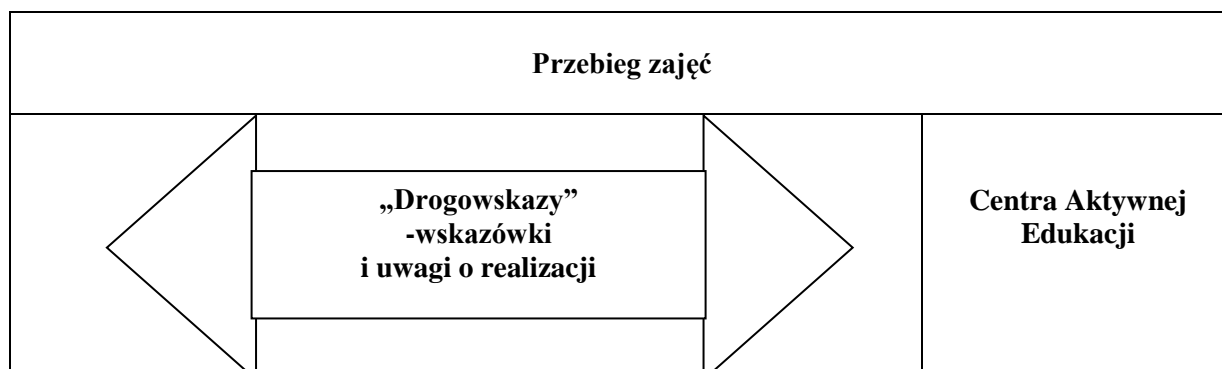 Przebieg zajęć
„Drogowskazy”
-wskazówki
i uwagi o realizacji
Centra Aktywnej
Edukacji